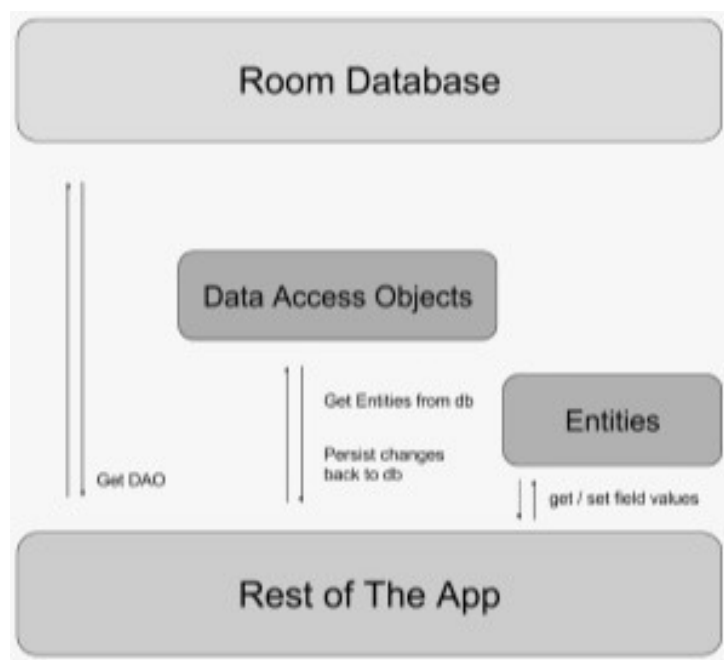 Room Database
Data Access Objects
Get Entities from db
Entities
Persist changes
back to db
Get DAO
get / set field values
Rest of The App